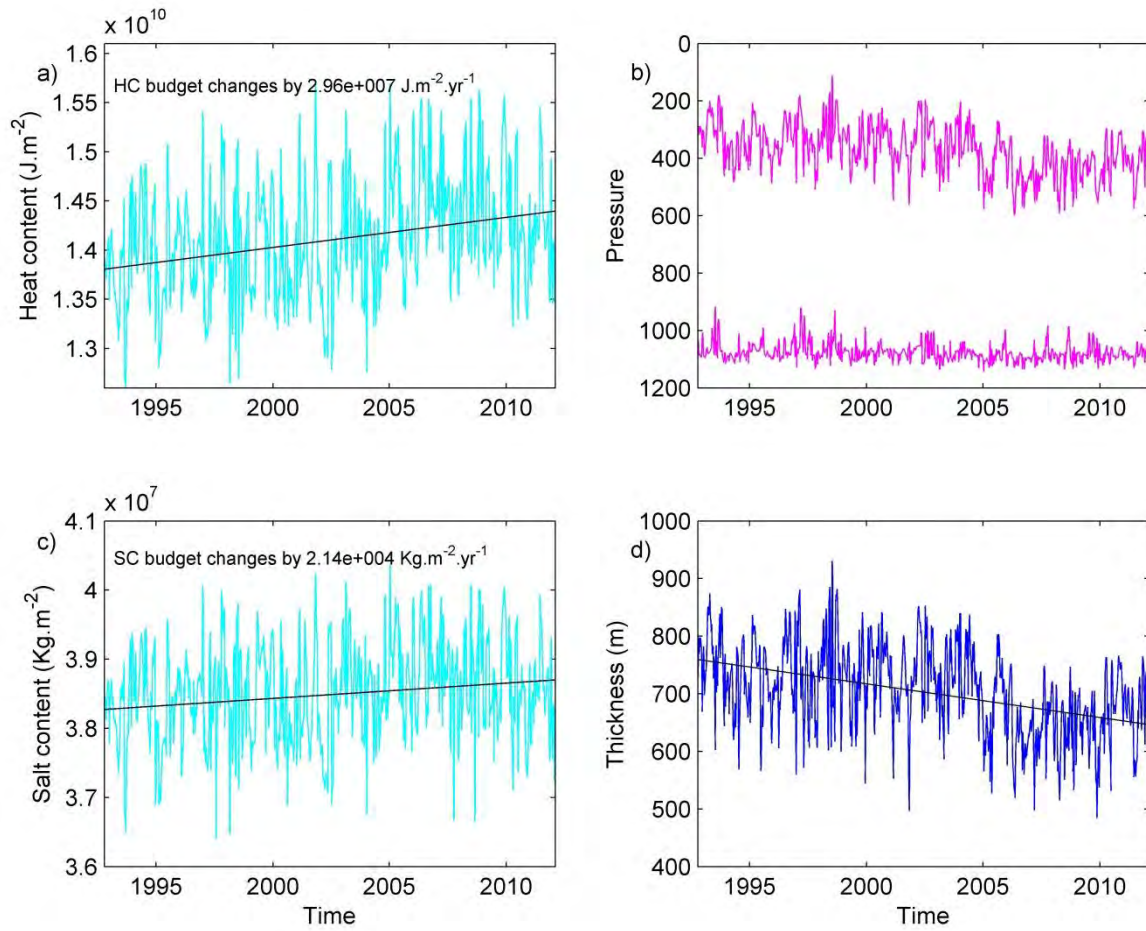 x 10¹⁰
a)
HC budget changes by 2.96e+007 J.m⁻².yr⁻¹
Heat content (J.m⁻²)
1.6
1.55
1.5
1.45
1.4
1.35
1.3
1995 2000 2005 2010
b)
Pressure
0
200
400
600
800
1000
1200
1995 2000 2005 2010
x 10⁷
c)
SC budget changes by 2.14e+004 Kg.m⁻².yr⁻¹
Salt content (Kg.m⁻²)
4.1
4
3.9
3.8
3.7
3.6
1995 2000 2005 2010
Time
d)
Thickness (m)
1000
900
800
700
600
500
400
1995 2000 2005 2010
Time